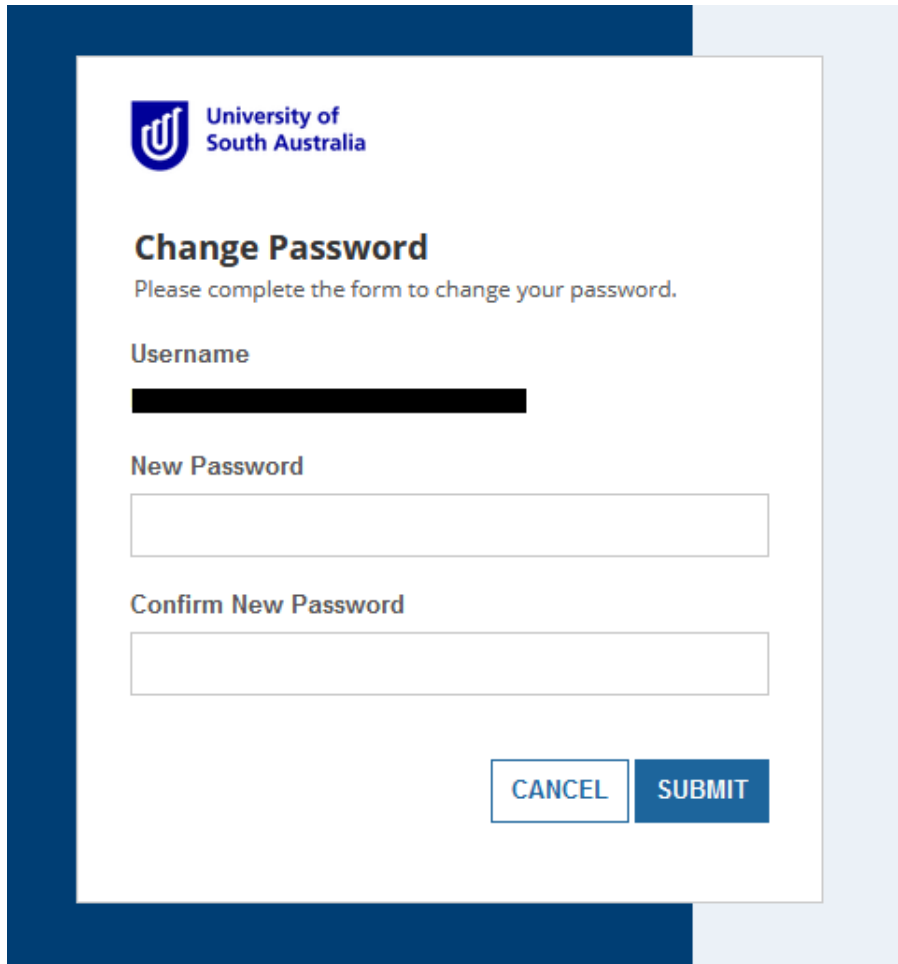 University of
South Australia
Change Password
Please complete the form to change your password.
Username
New Password
Confirm New Password
CANCEL SUBMIT